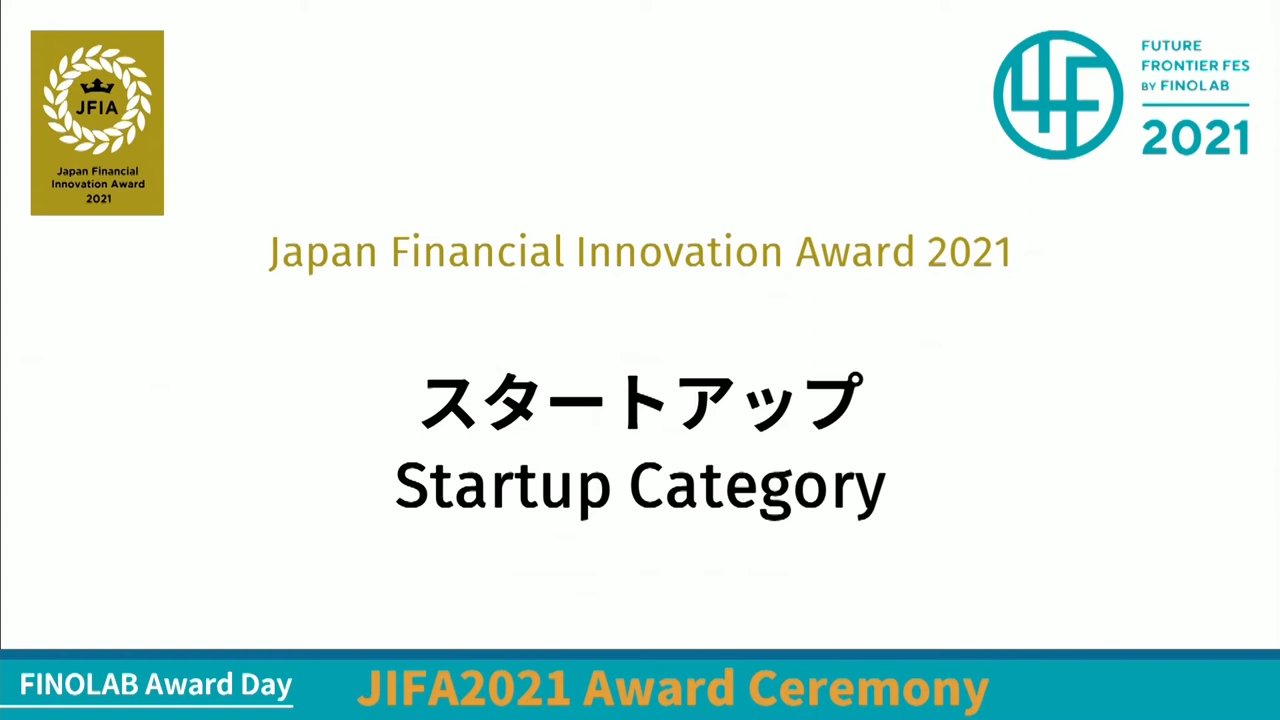 JFIA
Japan Financial
Innovation Award
2021
FUTURE
FRONTIER FES
BY FINOLAB
2021
Japan Financial Innovation Award 2021
スタートアップ
Startup Category
FINOLAB Award Day
JIFA2021 Award Ceremony